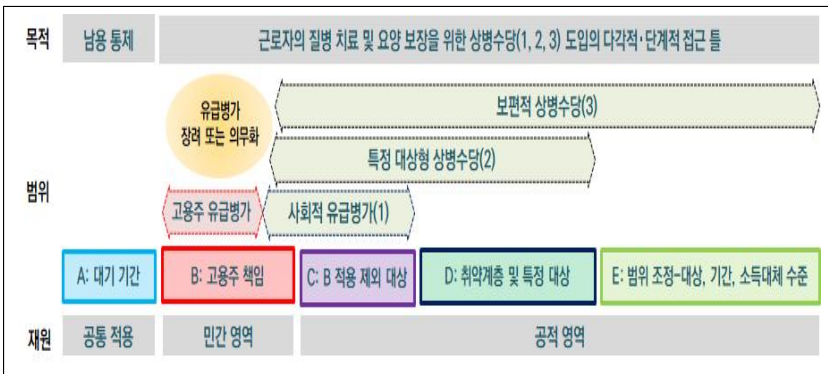 목적
남용 통제
근로자의 질병 치료 및 요양 보장을 위한 상병수당(1, 2, 3) 도입의 다각적·단계적 접근 틀
유급병가
장려 또는 의무화
보편적 상병수당(3)
특정 대상형 상병수당(2)
범위
고용주 유급병가
사회적 유급병가(1)
A: 대기 기간
B: 고용주 책임
C: B 적용 제외 대상
D: 취약계층 및 특정 대상
E: 범위 조정-대상, 기간, 소득대체 수준
재원
공통 적용
민간 영역
공적 영역